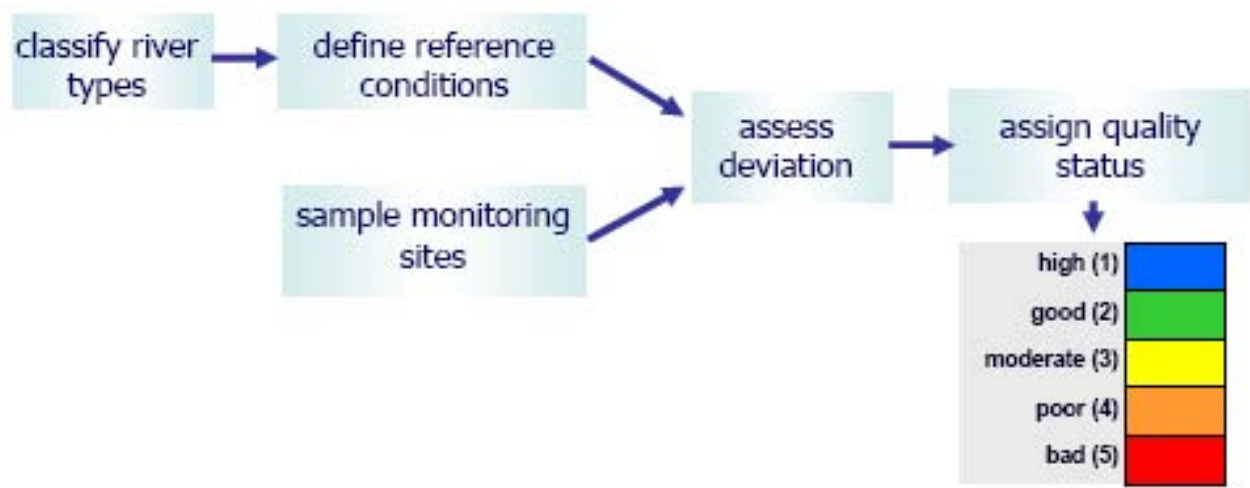 classify river
types
define reference
conditions
sample monitoring
sites
assess
deviation
assign quality
status
high (1)
good (2)
moderate (3)
poor (4)
bad (5)